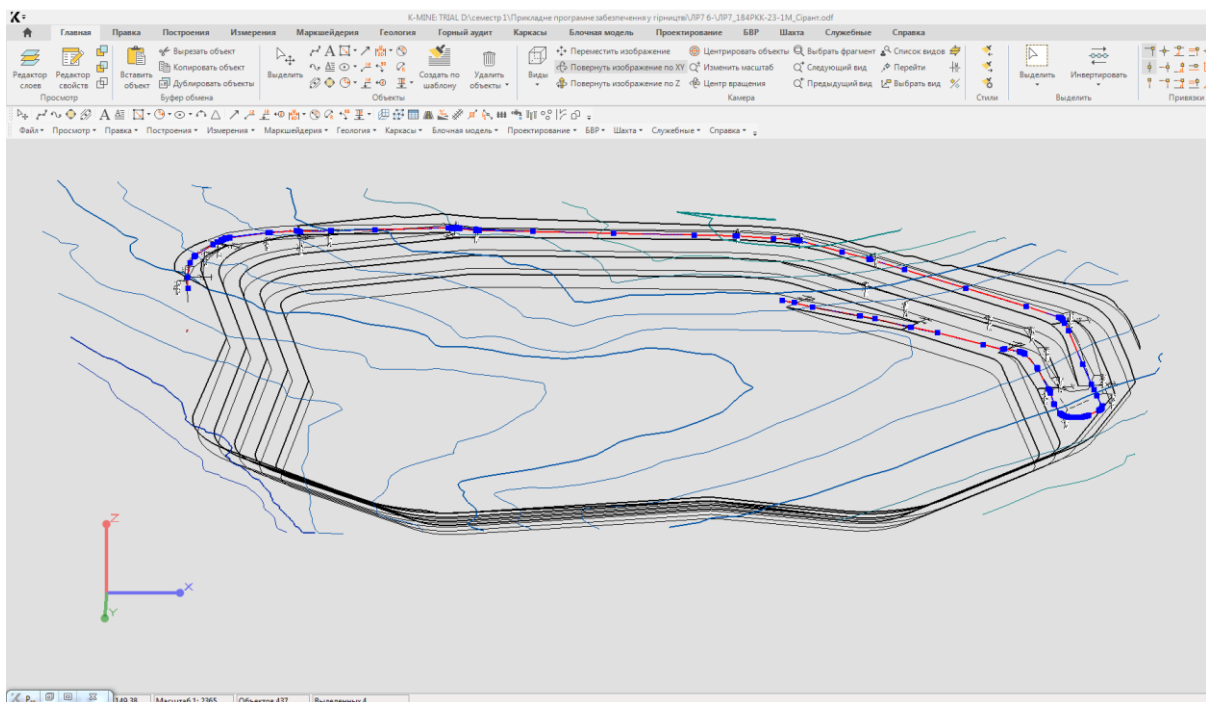 K-MINE: TRIAL D:\семестр 1\Прикладне програмне забезпечення у гірництві\ЛР7 6-\ЛР7_184РКК-23-1М_Сірант.odf
Главная Правка Построения Измерения Маркшейдерия Геология Горный аудит Каркасы Блочная модель Проектирование БВР Шахта Служебные Справка
Редактор слоев
Редактор свойств
Просмотр
Вставить объект
Вырезать объект
Копировать объект
Дублировать объекты
Буфер обмена
Выделить
Создать по шаблону
Удалить объекты
Объекты
Виды
Переместить изображение
Повернуть изображение по XY
Повернуть изображение по Z
Центрировать объекты
Изменить масштаб
Центр вращения
Выбрать фрагмент
Следующий вид
Предыдущий вид
Список видов
Перейти
Выбрать вид
Камера
Стили
Выделить
Инвертировать
Выделить
Привязки
Файл Просмотр Правка Построения Измерения Маркшейдерия Геология Каркасы Блочная модель Проектирование БВР Шахта Служебные Справка
Z
X
Y
149.38 Масштаб 1: 2365 Объектов 437 Выделенных 4